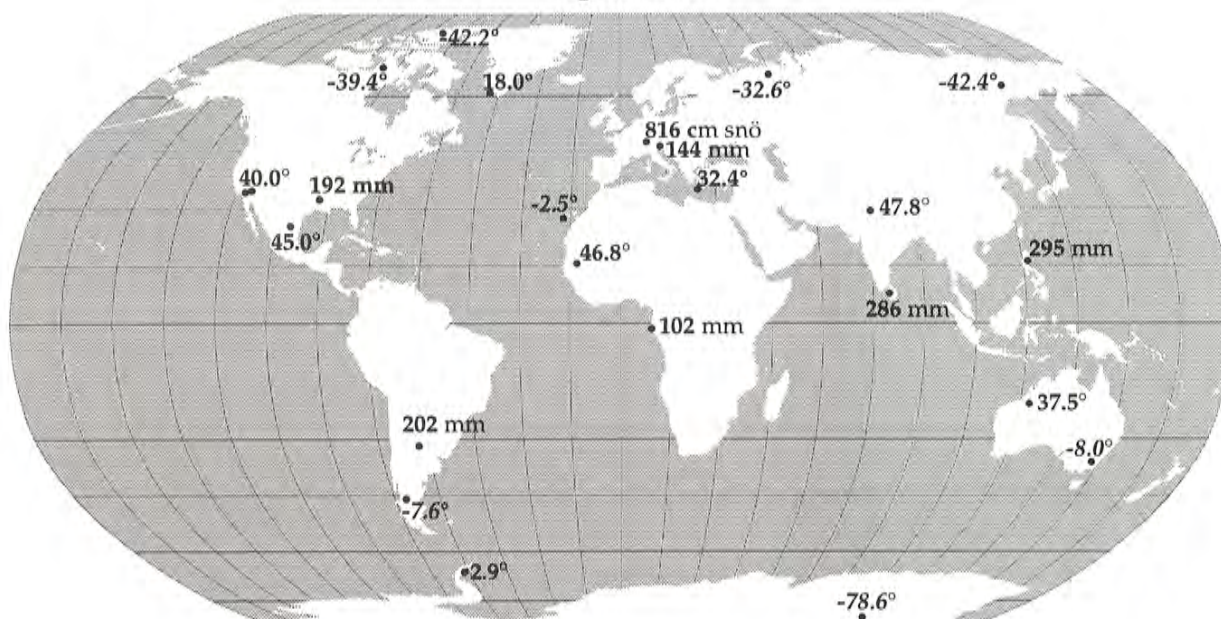 -42.2°
-39.4°
18.0°
-32.6°
-42.4°
816 cm snö
144 mm
40.0°
192 mm
32.4°
-2.5°
47.8°
45.0°
46.8°
295 mm
286 mm
102 mm
37.5°
202 mm
-8.0°
-7.6°
2.9°
-78.6°